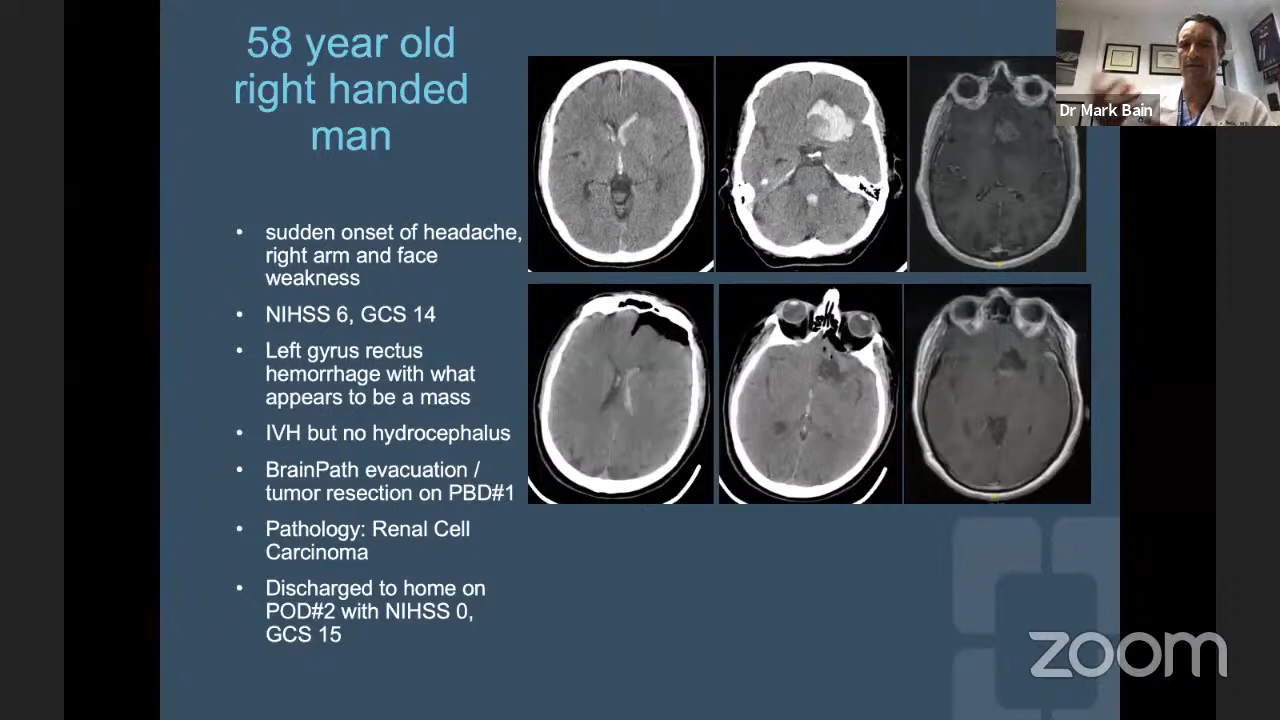 58 year old
right handed
man
• sudden onset of headache,
right arm and face
weakness
• NIHSS 6, GCS 14
• Left gyrus rectus
hemorrhage with what
appears to be a mass
• IVH but no hydrocephalus
• BrainPath evacuation /
tumor resection on PBD#1
• Pathology: Renal Cell
Carcinoma
• Discharged to home on
POD#2 with NIHSS 0,
GCS 15
Dr Mark Bain
zoom